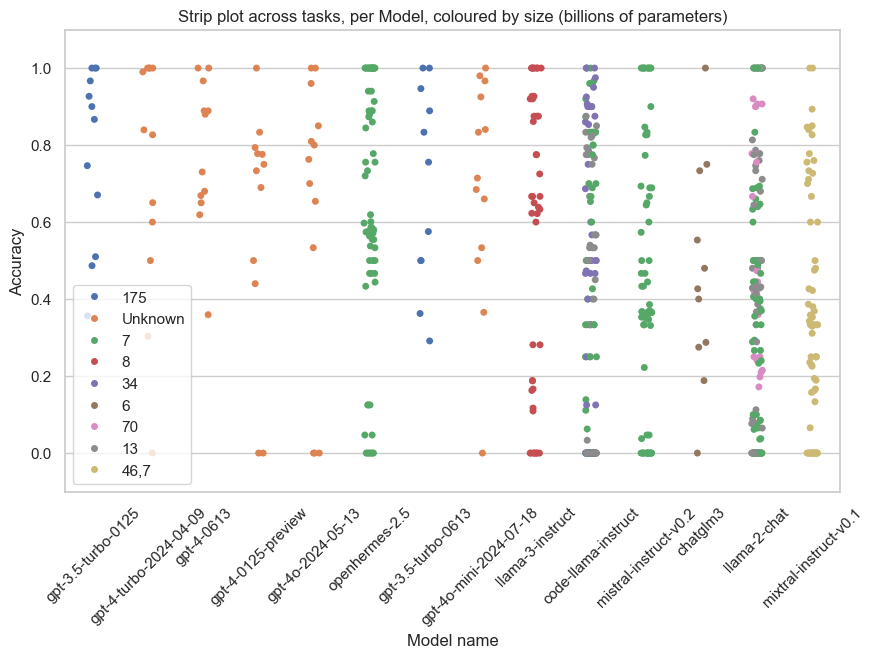 Strip plot across tasks, per Model, coloured by size (billions of parameters)
Accuracy
1.0
0.8
0.6
0.4
0.2
0.0
175
Unknown
7
8
34
6
70
13
46,7
gpt-3.5-turbo-0125
gpt-4-turbo-2024-04-09
gpt-4-0613
gpt-4-0125-preview
gpt-4o-2024-05-13
openhermes-2.5
gpt-3.5-turbo-0613
gpt-4o-mini-2024-07-18
llama-3-instruct
code-llama-instruct
mistral-instruct-v0.2
chatglm3
llama-2-chat
mixtral-instruct-v0.1
Model name